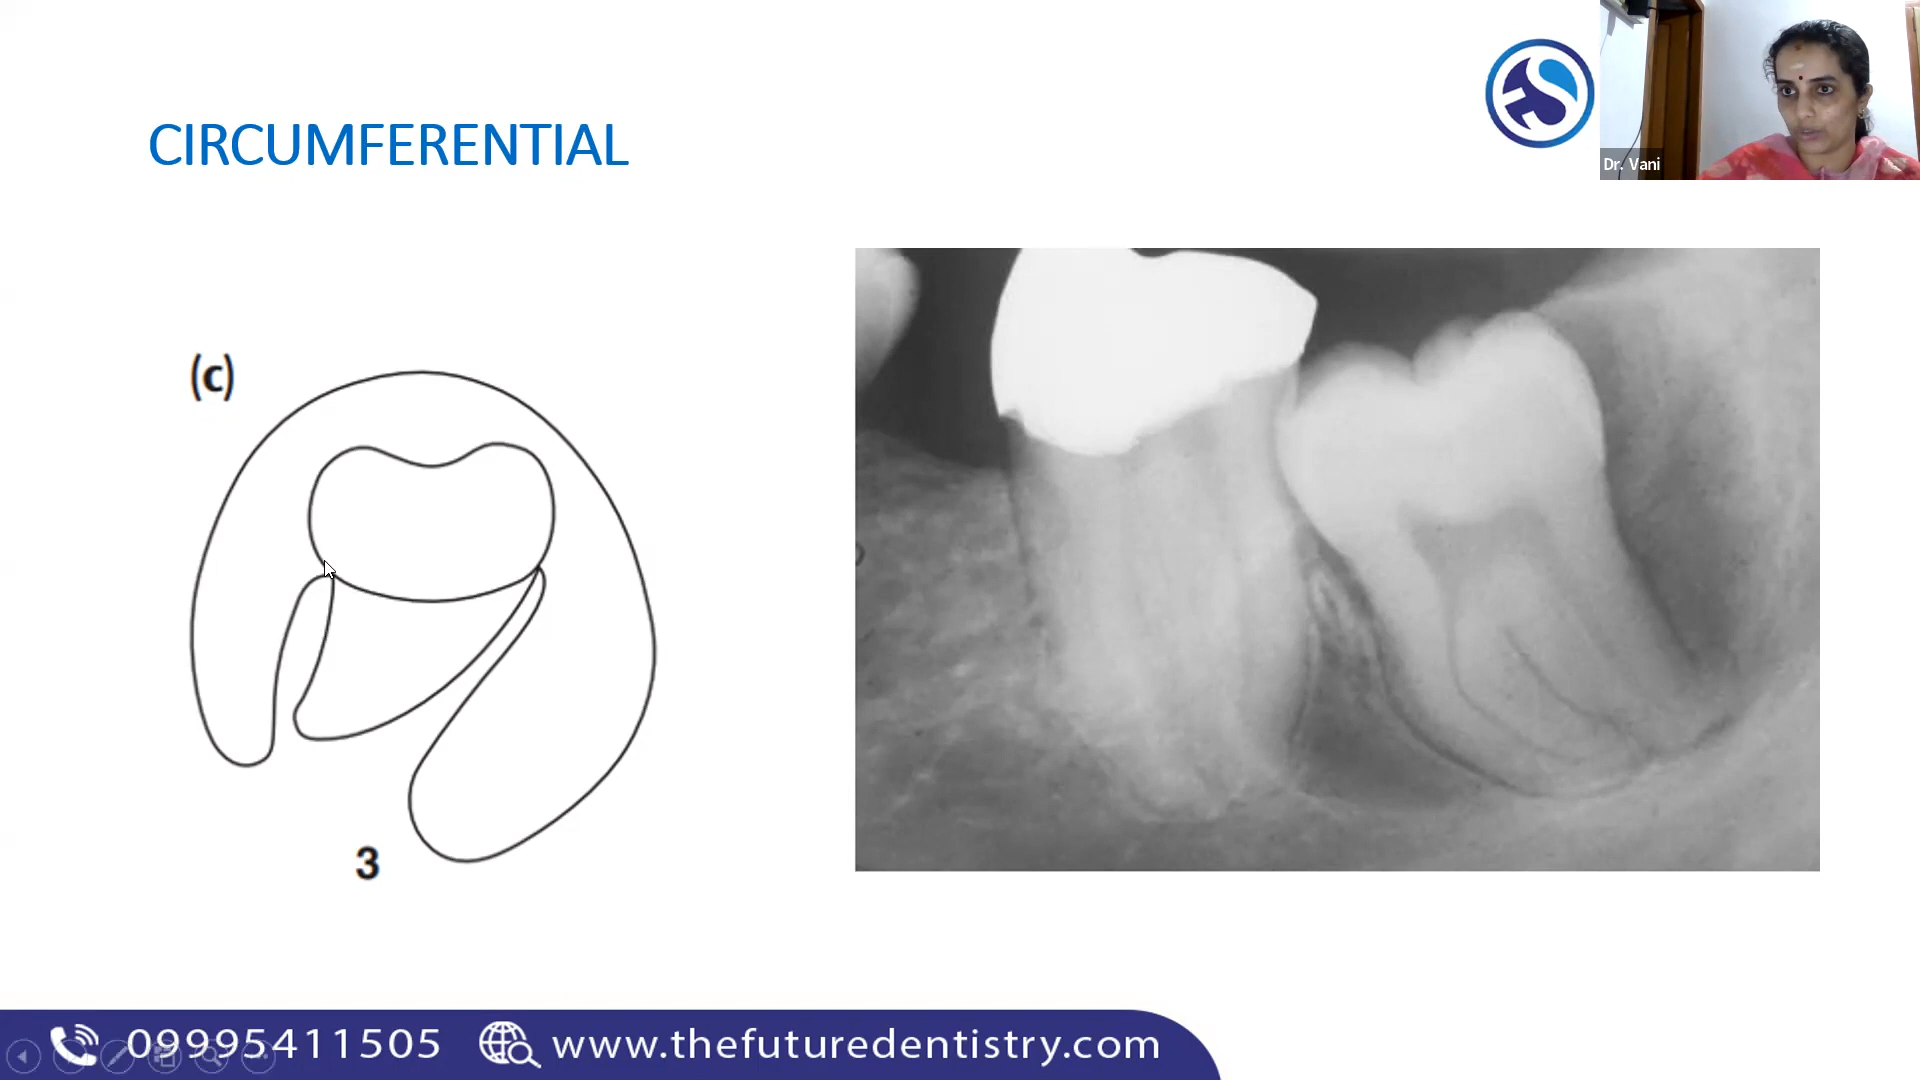 CIRCUMFERENTIAL
Dr. Vani
(c)
3
09995411505 www.thefuturedentistry.com